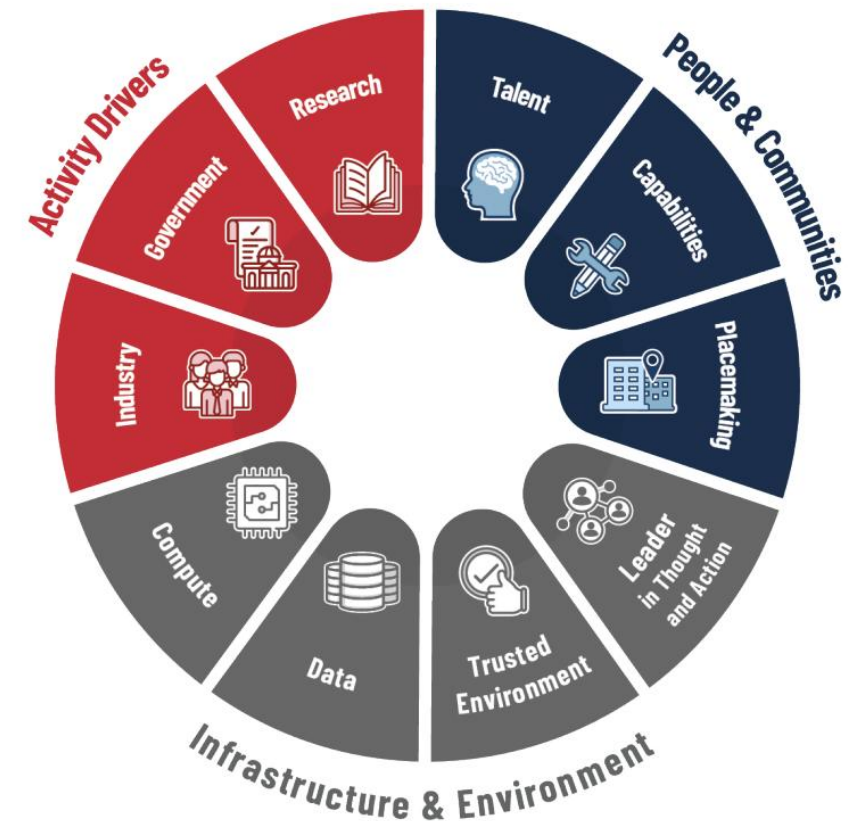 Activity Drivers
Research
Government
Industry
People & Communities
Talent
Capabilities
Placemaking
Infrastructure & Environment
Compute
Data
Trusted
Environment
Leader
in Thought
and Action